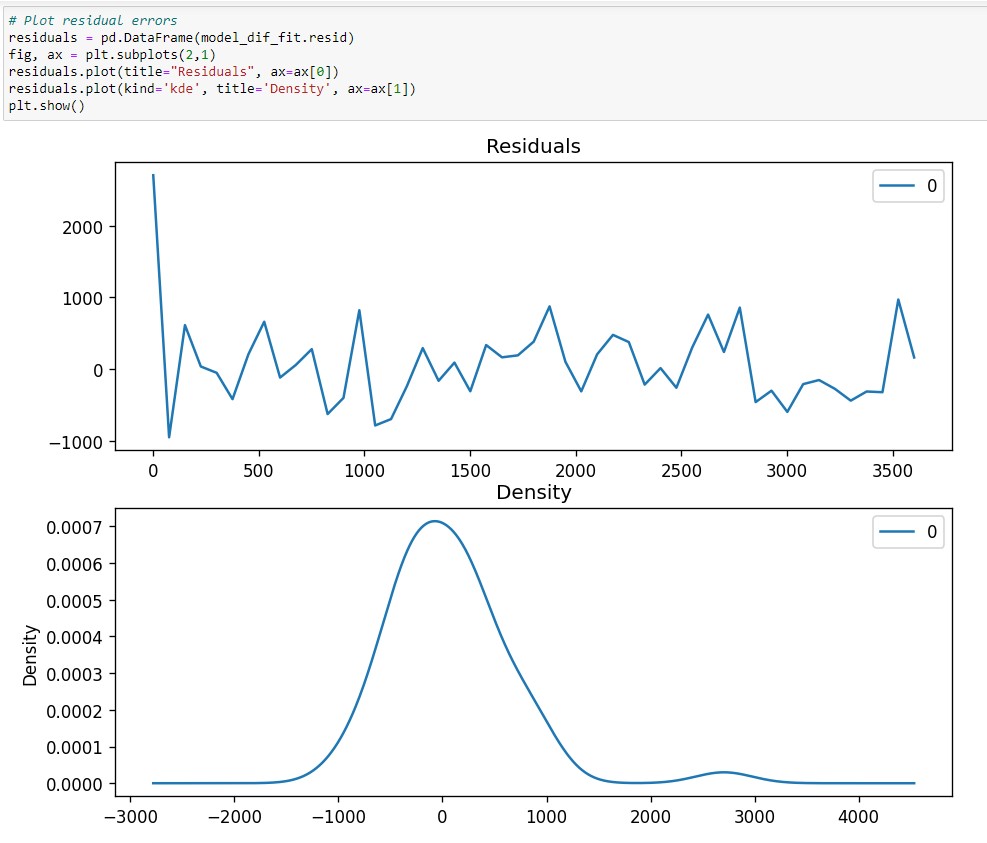 # Plot residual errors
residuals = pd.DataFrame(model_dif_fit.resid)
fig, ax = plt.subplots(2,1)
residuals.plot(title="Residuals", ax=ax[0])
residuals.plot(kind='kde', title='Density', ax=ax[1])
plt.show()
Residuals
0
2000
1000
0
−1000
0 500 1000 1500 2000 2500 3000 3500
Density
0
0.0007
0.0006
0.0005
0.0004
0.0003
0.0002
0.0001
0.0000
Density
−3000 −2000 −1000 0 1000 2000 3000 4000